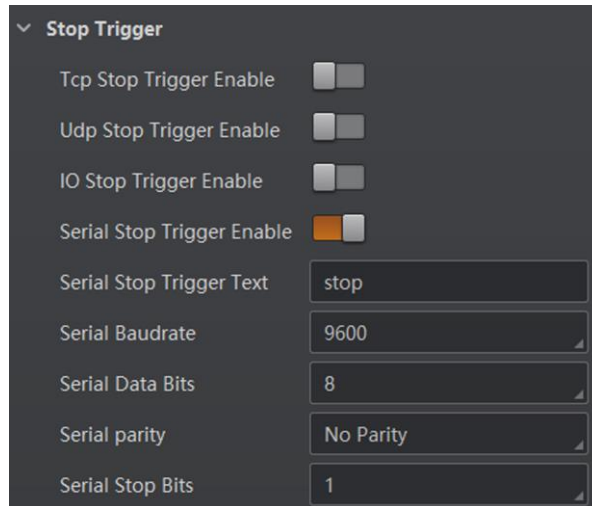 Stop Trigger
Tcp Stop Trigger Enable
Udp Stop Trigger Enable
IO Stop Trigger Enable
Serial Stop Trigger Enable
Serial Stop Trigger Text stop
Serial Baudrate 9600
Serial Data Bits 8
Serial parity No Parity
Serial Stop Bits 1